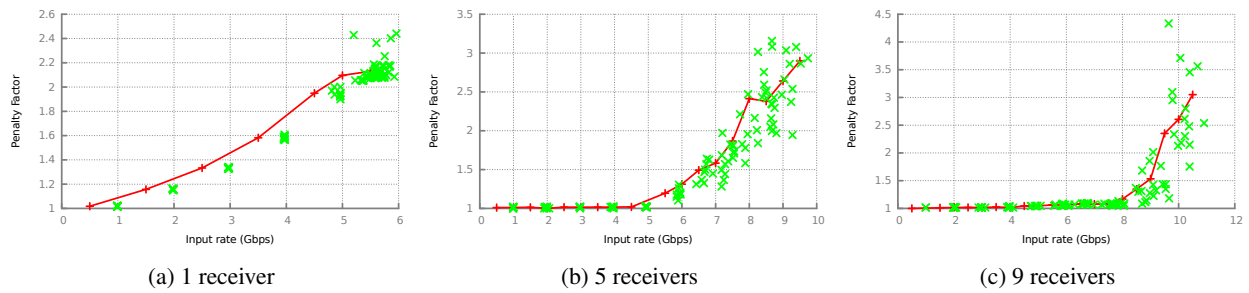 2.6
2.4
2.2
2
1.8
1.6
1.4
1.2
1
Penalty Factor
0 1 2 3 4 5 6
Input rate (Gbps)
(a) 1 receiver
3.5
3
2.5
2
1.5
1
Penalty Factor
0 1 2 3 4 5 6 7 8 9 10
Input rate (Gbps)
(b) 5 receivers
4.5
4
3.5
3
2.5
2
1.5
1
Penalty Factor
0 2 4 6 8 10 12
Input rate (Gbps)
(c) 9 receivers